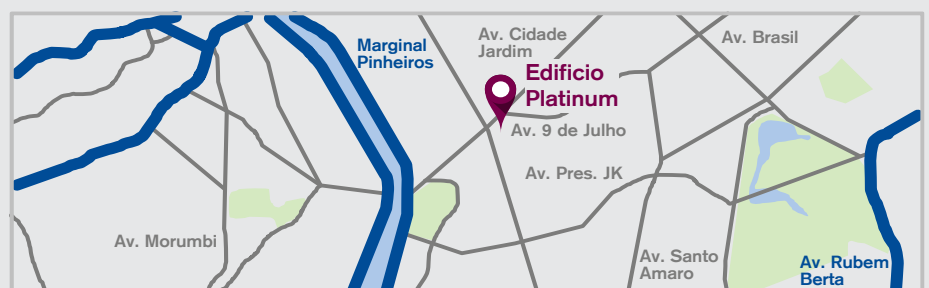 Marginal
Pinheiros
Av. Cidade
Jardim
Av. Brasil
Edificio
Platinum
Av. 9 de Julho
Av. Pres. JK
Av. Morumbi
Av. Santo
Amaro
Av. Rubem
Berta